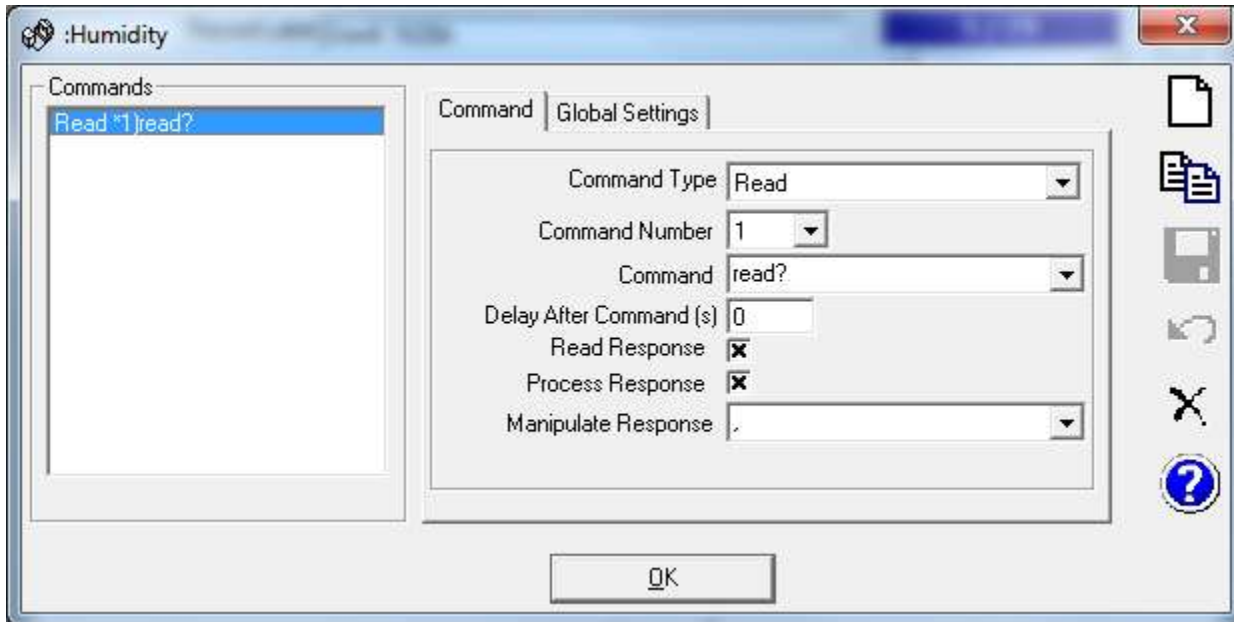 :Humidity
Commands
Read *1)read?
Command
Global Settings
Command Type
Read
Command Number
1
Command
read?
Delay After Command (s)
0
Read Response
Process Response
Manipulate Response
,
?
OK